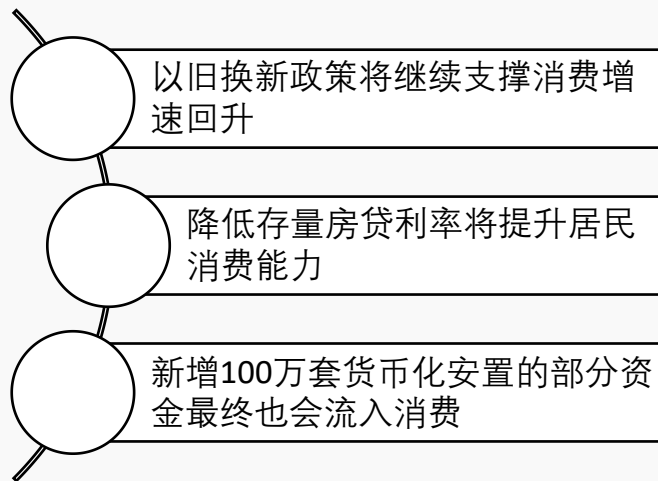 以旧换新政策将继续支撑消费增
速回升
降低存量房贷利率将提升居民
消费能力
新增100万套货币化安置的部分资
金最终也会流入消费